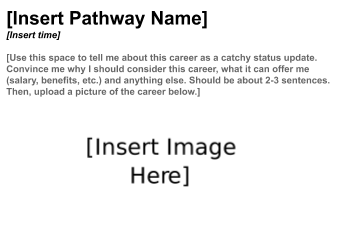 [Insert Pathway Name]
[Insert time]
[Use this space to tell me about this career as a catchy status update.
Convince me why I should consider this career, what it can offer me
(salary, benefits, etc.) and anything else. Should be about 2-3 sentences.
Then, upload a picture of the career below.]
[Insert Image
Here]